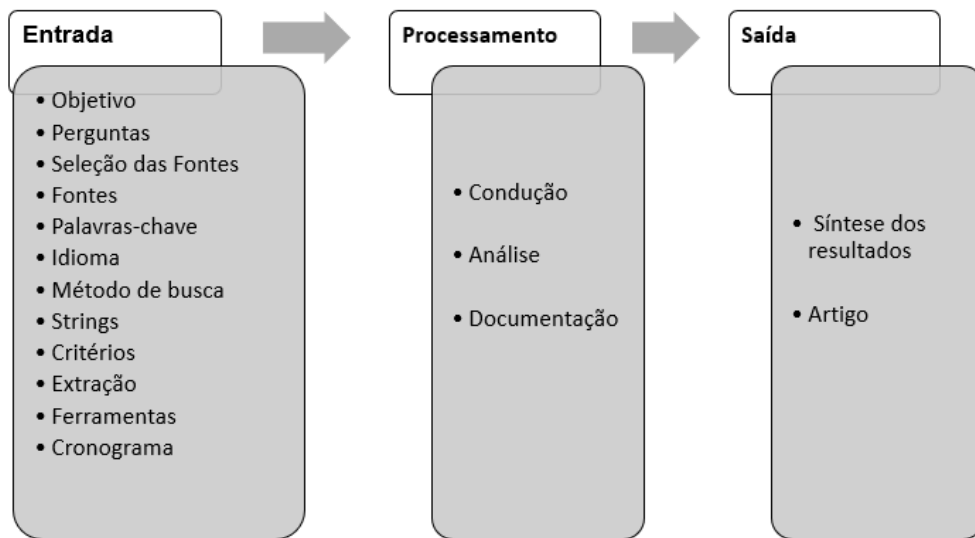 Entrada
• Objetivo
• Perguntas
• Seleção das Fontes
• Fontes
• Palavras-chave
• Idioma
• Método de busca
• Strings
• Critérios
• Extração
• Ferramentas
• Cronograma
Processamento
• Condução
• Análise
• Documentação
Saída
• Síntese dos
resultados
• Artigo